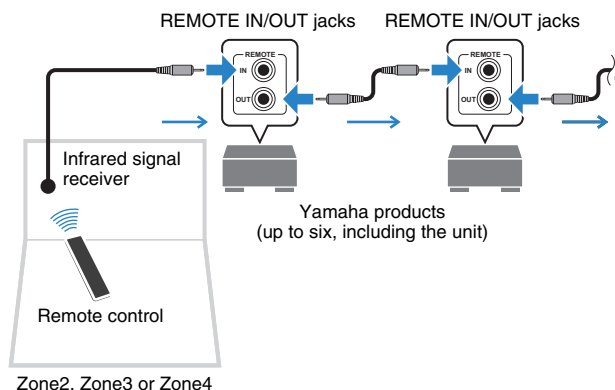 REMOTE IN/OUT jacks
REMOTE IN/OUT jacks
REMOTE
IN
OUT
REMOTE
IN
OUT
Infrared signal
receiver
Yamaha products
(up to six, including the unit)
Remote control
Zone2, Zone3 or Zone4